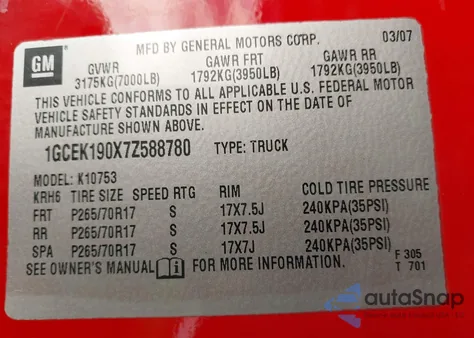 GM
MFD BY GENERAL MOTORS CORP. 03/07
GVWR GAWR FRT GAWR RR
3175KG(7000LB) 1792KG(3950LB) 1792KG(3950LB)
THIS VEHICLE CONFORMS TO ALL APPLICABLE U.S. FEDERAL MOTOR
VEHICLE SAFETY STANDARDS IN EFFECT ON THE DATE OF
MANUFACTURE SHOWN ABOVE.
1GCEK190X7Z588780 TYPE: TRUCK
MODEL: K10753
KRH6 TIRE SIZE SPEED RTG RIM COLD TIRE PRESSURE
FRT P265/70R17 S 17X7.5J 240KPA(35PSI)
RR P265/70R17 S 17X7.5J 240KPA(35PSI)
SPA P265/70R17 S 17X7J 240KPA(35PSI)
SEE OWNER'S MANUAL i FOR MORE INFORMATION.
F 305
T 701
autoSnap